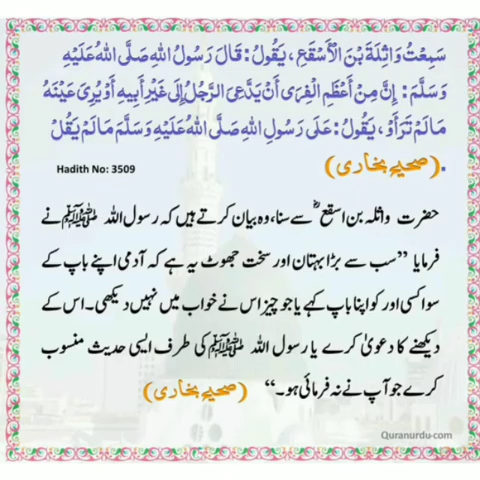 سَمِعْتُ وَاثِلَةَ بْنَ الْأَسْقَعِ، يَقُولُ: قَالَ رَسُولُ اللهِ صَلَّى اللهُ عَلَيْهِ
وَسَلَّمَ: إِنَّ مِنْ أَعْظَمِ الْفِرَى أَنْ يَدَّعِيَ الرَّجُلُ إِلَى غَيْرِ أَبِيهِ أَوْ يُرِيَ عَيْنَهُ
مَا لَمْ تَرَ أَوْ، يَقُولُ: عَلَى رَسُولِ اللهِ صَلَّى اللهُ عَلَيْهِ وَسَلَّمَ مَا لَمْ يَقُلْ
.(صحیح بخاری)
Hadith No: 3509
حضرت واثلہ بن اسقعؓ سے سنا، وہ بیان کرتے ہیں کہ رسول اللہ ﷺ نے
فرمایا ”سب سے بڑا بہتان اور سخت جھوٹ یہ ہے کہ آدمی اپنے باپ کے
سوا کسی اور کو اپنا باپ کہے یا جو چیز اس نے خواب میں نہیں دیکھی۔ اس کے
دیکھنے کا دعویٰ کرے یا رسول اللہ ﷺ کی طرف ایسی حدیث منسوب
کرے جو آپ نے نہ فرمائی ہو۔“ (صحیح بخاری)
Quranurdu.com